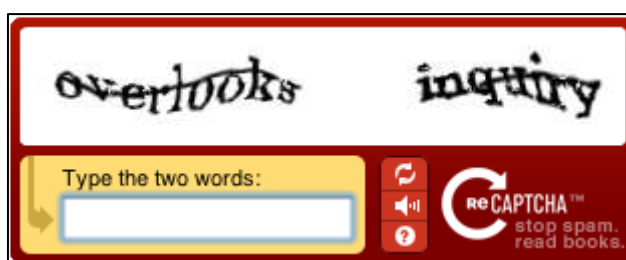 overlooks inquiry
Type the two words:
ReCAPTCHA™
stop spam.
read books.